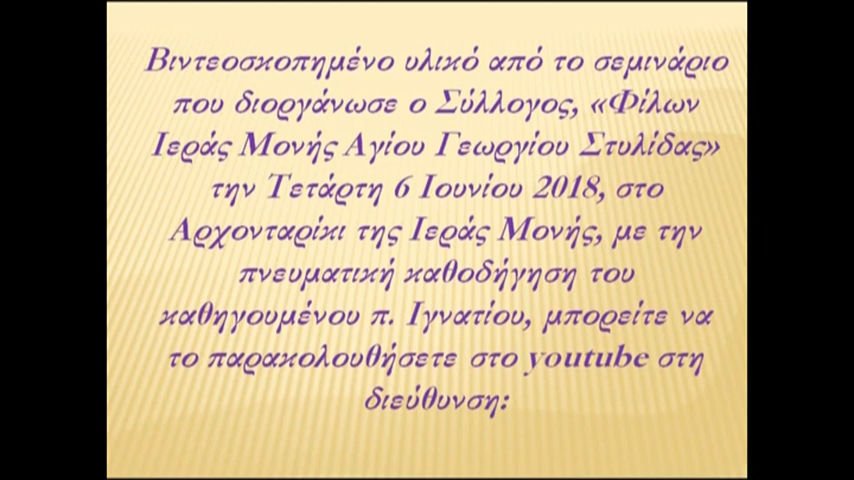 Βιντεοσκοπημένο υλικό από το σεμινάριο
που διοργάνωσε ο Σύλλογος, «Φίλων
Ιεράς Μονής Αγίου Γεωργίου Στυλίδας»
την Τετάρτη 6 Ιουνίου 2018, στο
Αρχονταρίκι της Ιεράς Μονής, με την
πνευματική καθοδήγηση του
καθηγουμένου π. Ιγνατίου, μπορείτε να
το παρακολουθήσετε στο youtube στη
διεύθυνση: